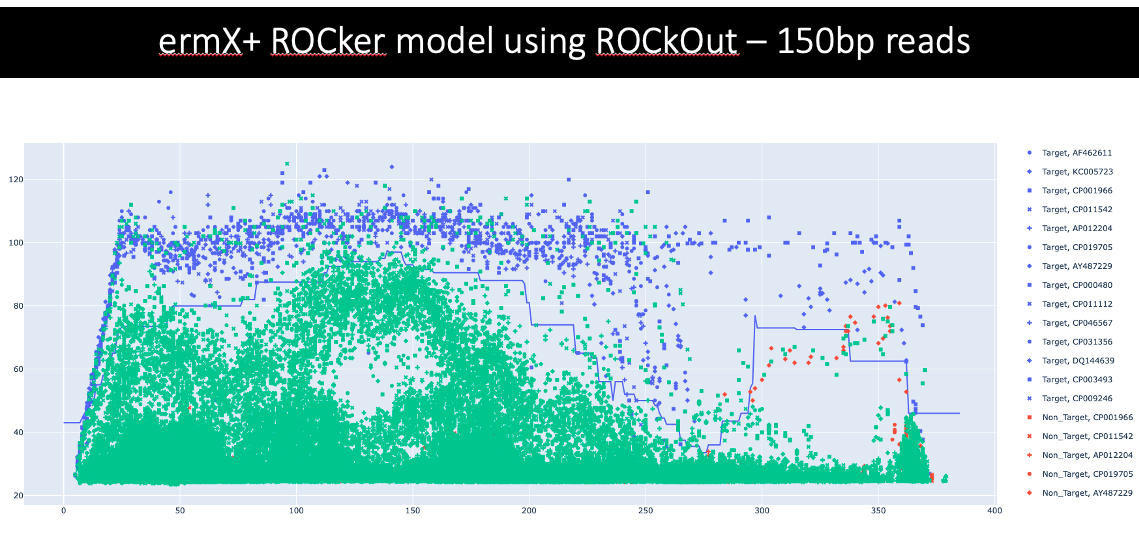 ermX+ ROCker model using ROCkOut – 150bp reads
120
100
80
60
40
20
0
50
100
150
200
250
300
350
400
Target, AF462611
Target, KC005723
Target, CP001966
Target, CP011542
Target, AP012204
Target, CP019705
Target, AY487229
Target, CP000480
Target, CP011112
Target, CP046567
Target, CP031356
Target, DQ144639
Target, CP003493
Target, CP009246
Non_Target, CP001966
Non_Target, CP011542
Non_Target, AP012204
Non_Target, CP019705
Non_Target, AY487229